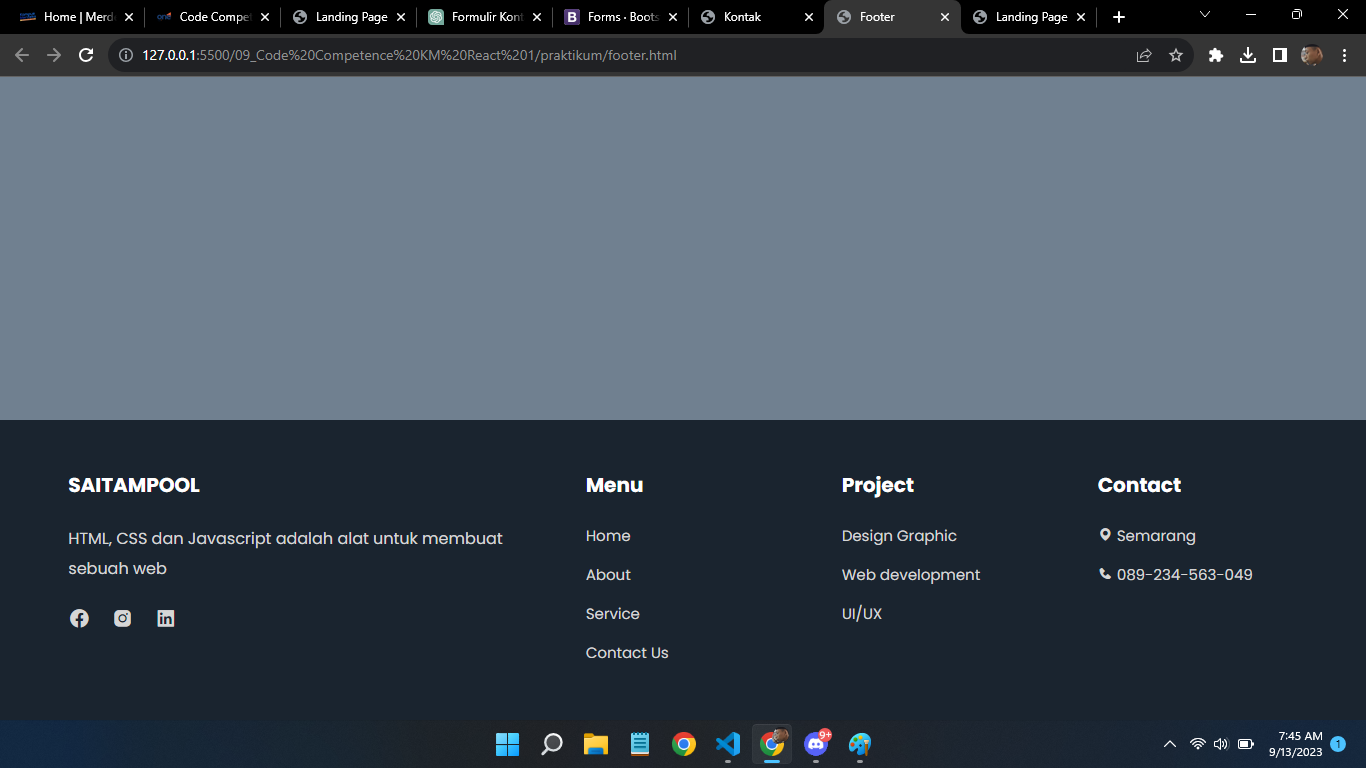 Home | Merd
Code Compet
Landing Page
Formulir Kont
Forms · Boots
Kontak
Footer
Landing Page
127.0.0.1:5500/09_Code%20Competence%20KM%20React%201/praktikum/footer.html
SAITAMPOOL
HTML, CSS dan Javascript adalah alat untuk membuat
sebuah web
Menu
Home
About
Service
Contact Us
Project
Design Graphic
Web development
UI/UX
Contact
Semarang
089-234-563-049
9+
7:45 AM
9/13/2023
1